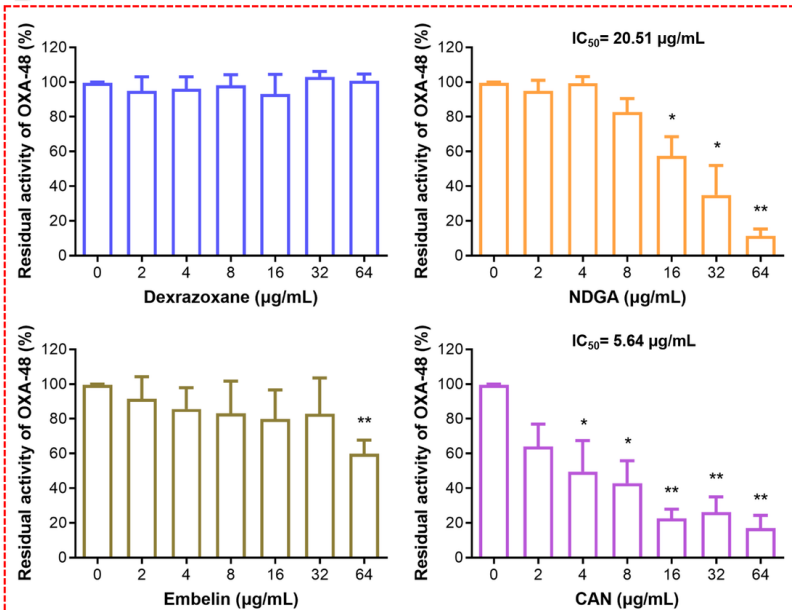 120
100
80
60
40
20
0
Residual activity of OXA-48 (%)
0 2 4 8 16 32 64
Dexrazoxane (µg/mL)
IC50= 20.51 µg/mL
120
100
80
60
40
20
0
Residual activity of OXA-48 (%)
*
*
**
0 2 4 8 16 32 64
NDGA (µg/mL)
120
100
80
60
40
20
0
Residual activity of OXA-48 (%)
**
0 2 4 8 16 32 64
Embelin (µg/mL)
IC50= 5.64 µg/mL
120
100
80
60
40
20
0
Residual activity of OXA-48 (%)
*
*
**
**
**
0 2 4 8 16 32 64
CAN (µg/mL)